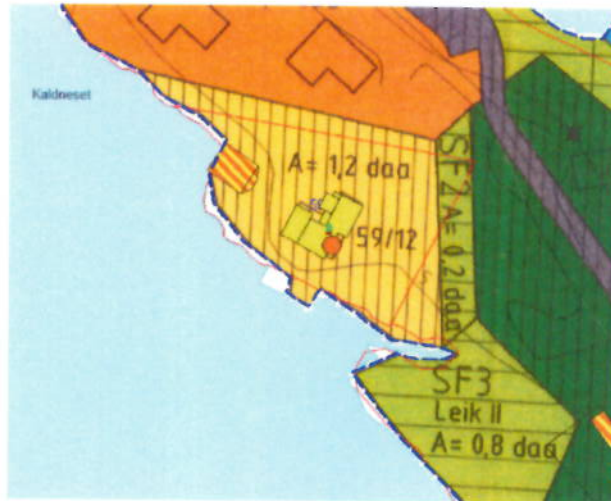 Kaldneset
A= 1,2 daa
59/12
SF2 A= 0,2 daa
SF3
Leik II
A= 0,8 daa